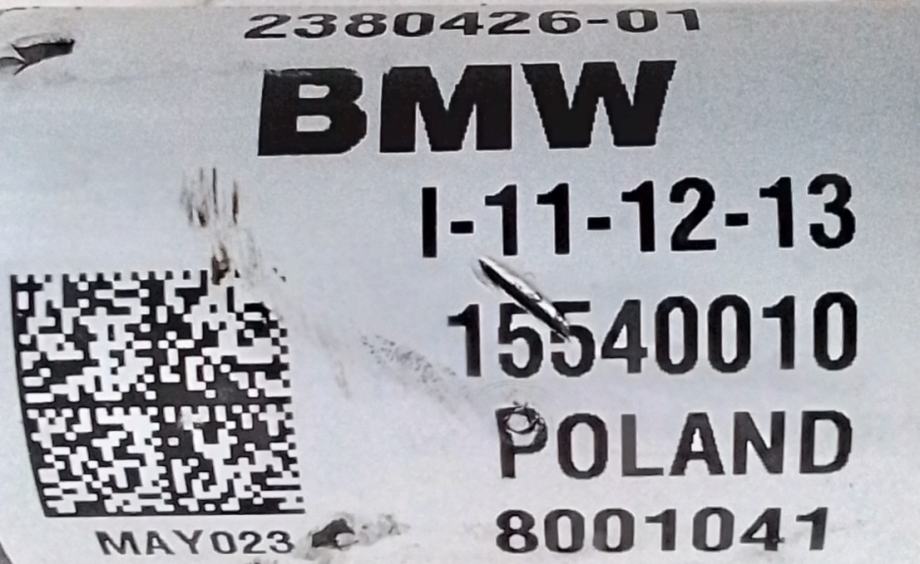 2380426-01
BMW
I-11-12-13
15540010
POLAND
8001041
MAY023